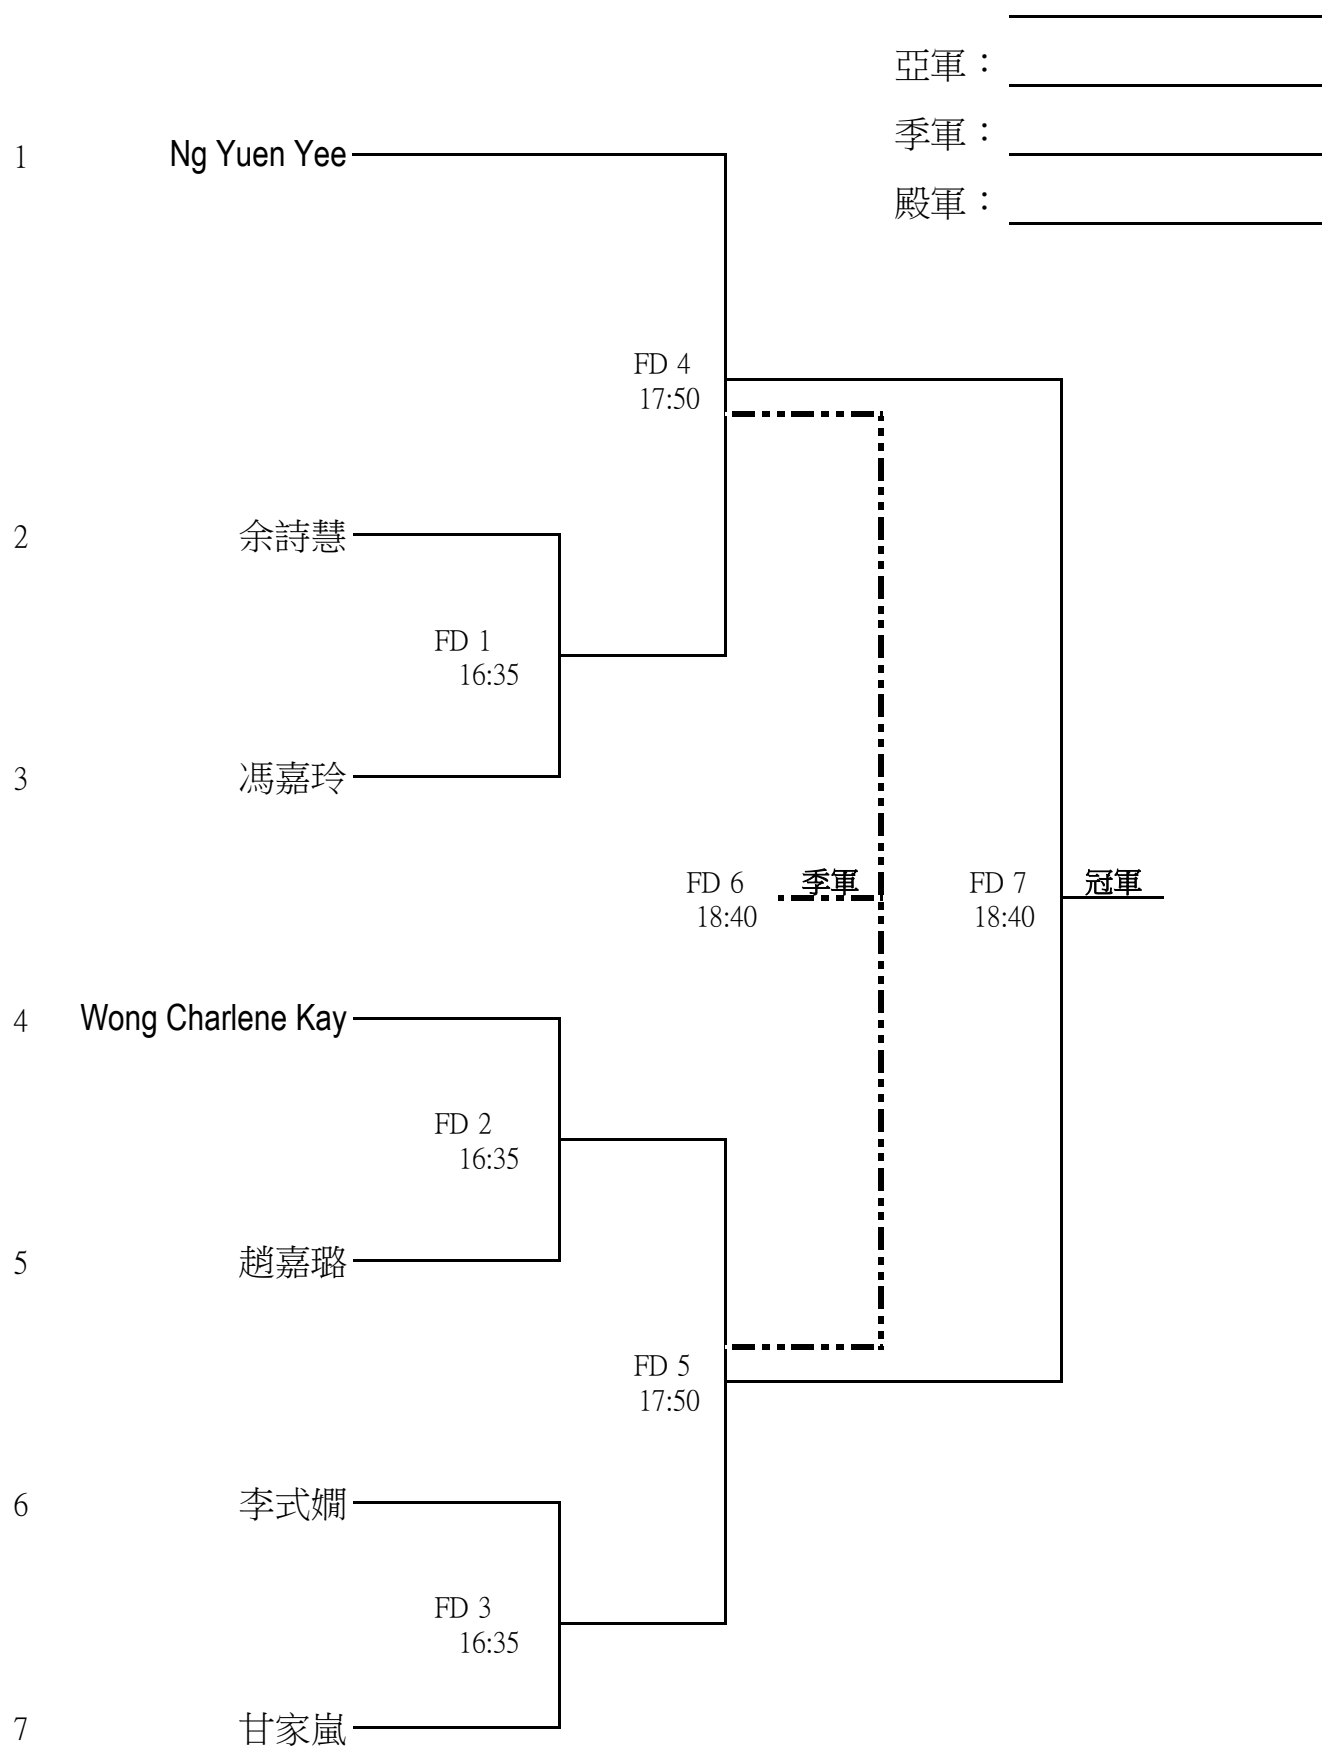 亞軍：
季軍：
殿軍：
1 Ng Yuen Yee
FD 4
17:50
2 余詩慧
FD 1
16:35
3 馮嘉玲
FD 6 季軍 FD 7 冠軍
18:40 18:40
4 Wong Charlene Kay
FD 2
16:35
5 趙嘉璐
FD 5
17:50
6 李式嫺
FD 3
16:35
7 甘家嵐